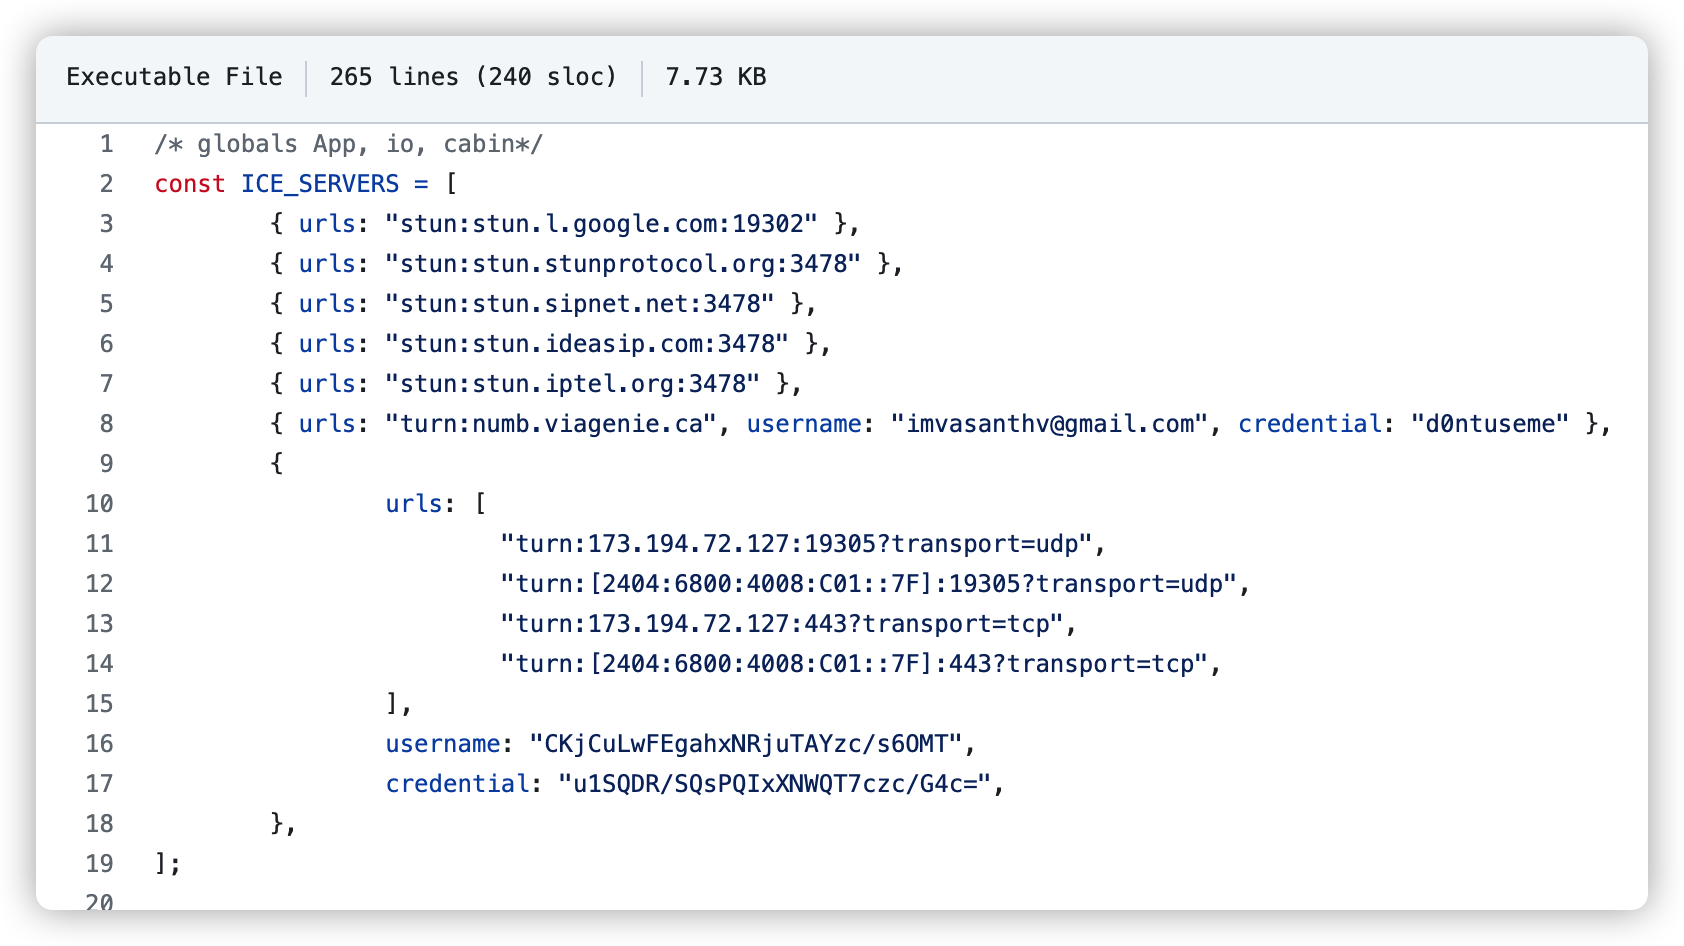 Executable File 265 lines (240 sloc) 7.73 KB
1 /* globals App, io, cabin*/
2 const ICE_SERVERS = [
3 { urls: "stun:stun.l.google.com:19302" },
4 { urls: "stun:stun.stunprotocol.org:3478" },
5 { urls: "stun:stun.sipnet.net:3478" },
6 { urls: "stun:stun.ideasip.com:3478" },
7 { urls: "stun:stun.iptel.org:3478" },
8 { urls: "turn:numb.viagenie.ca", username: "imvasanthv@gmail.com", credential: "d0ntuseme" },
9 {
10 urls: [
11 "turn:173.194.72.127:19305?transport=udp",
12 "turn:[2404:6800:4008:C01::7F]:19305?transport=udp",
13 "turn:173.194.72.127:443?transport=tcp",
14 "turn:[2404:6800:4008:C01::7F]:443?transport=tcp",
15 ],
16 username: "CKjCuLwFEgahxNRjuTAYzc/s6OMT",
17 credential: "u1SQDR/SQsPQIxXNWQT7czc/G4c=",
18 },
19 ];
20